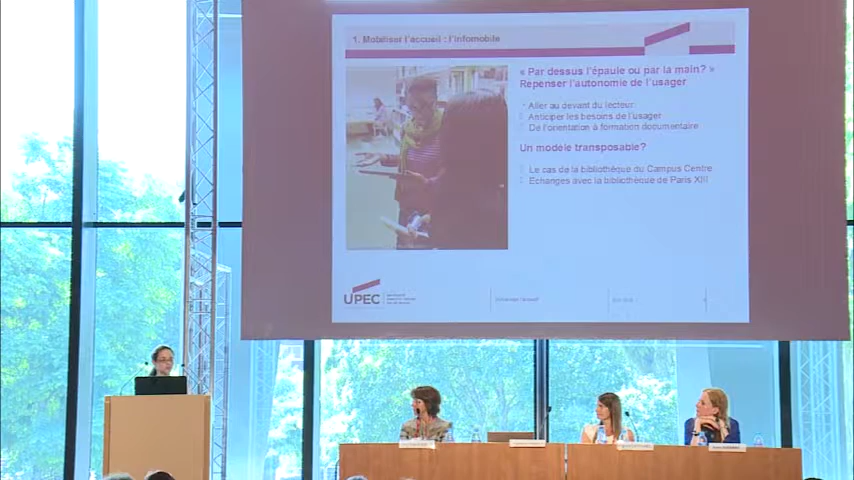 1. Mobiliser l'accueil : l'infomobile
« Par dessus l'épaule ou par la main? »
Repenser l'autonomie de l'usager
Aller au devant du lecteur
Anticiper les besoins de l'usager
De l'orientation à formation documentaire
Un modèle transposable?
Le cas de la bibliothèque du Campus Centre
Echanges avec la bibliothèque de Paris XIII
UPEC